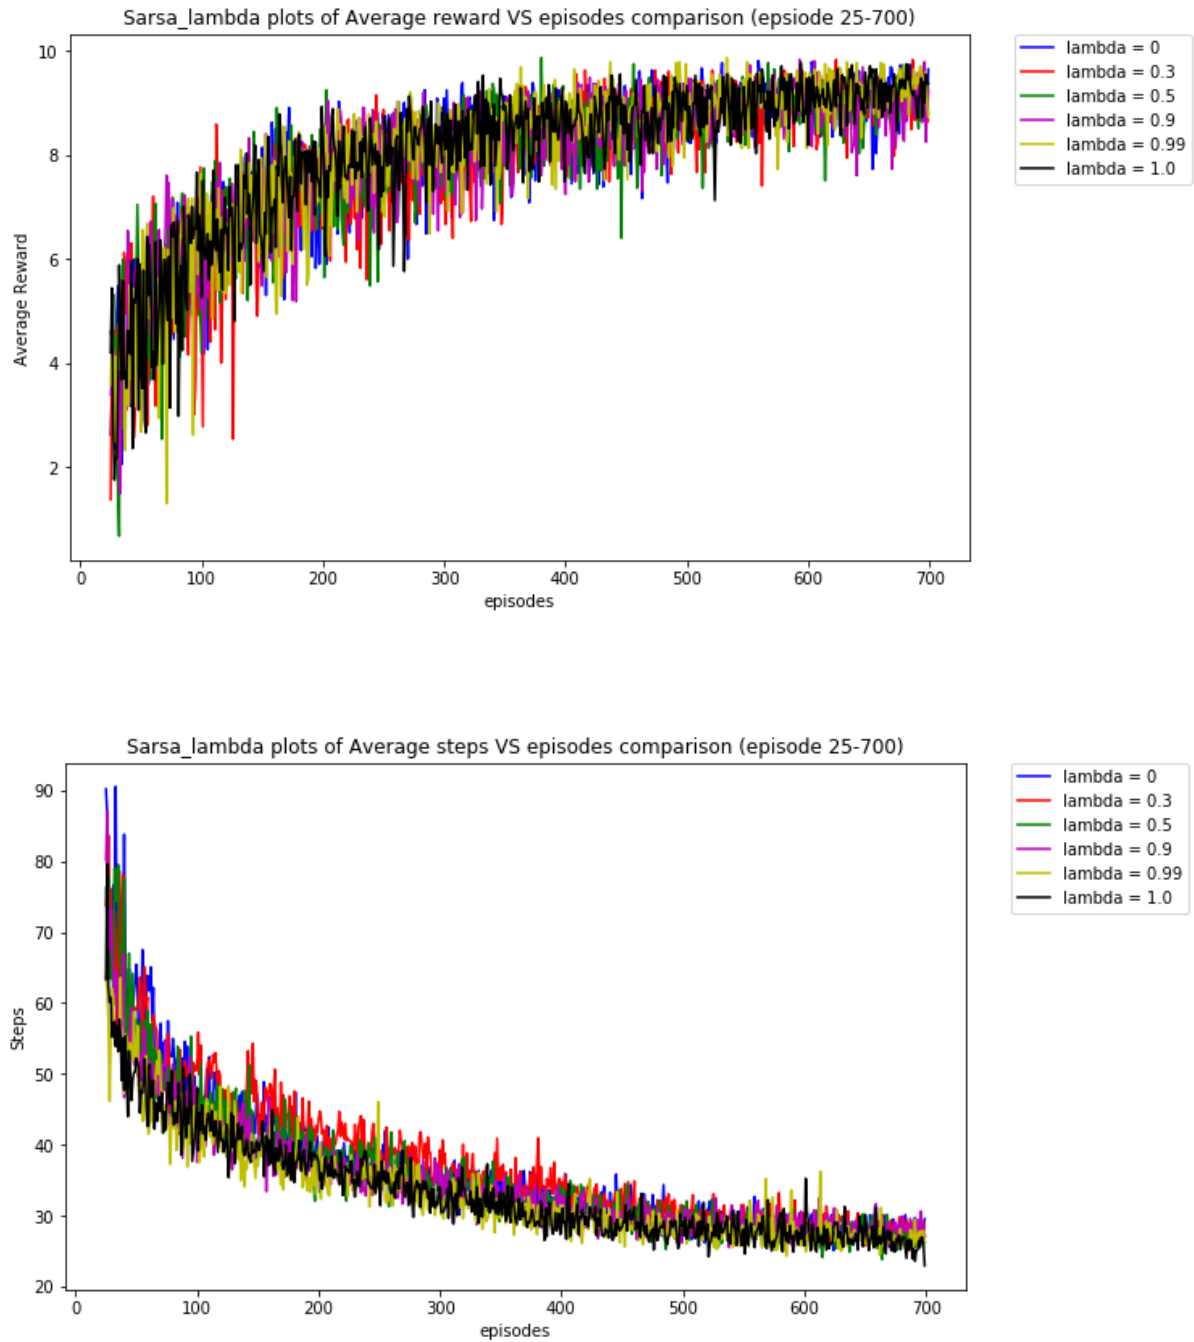 Sarsa_lambda plots of Average reward VS episodes comparison (epsiode 25-700)
10
8
6
4
2
Average Reward
0 100 200 300 400 500 600 700
episodes
lambda = 0
lambda = 0.3
lambda = 0.5
lambda = 0.9
lambda = 0.99
lambda = 1.0
Sarsa_lambda plots of Average steps VS episodes comparison (episode 25-700)
90
80
70
60
50
40
30
20
Steps
0 100 200 300 400 500 600 700
episodes
lambda = 0
lambda = 0.3
lambda = 0.5
lambda = 0.9
lambda = 0.99
lambda = 1.0